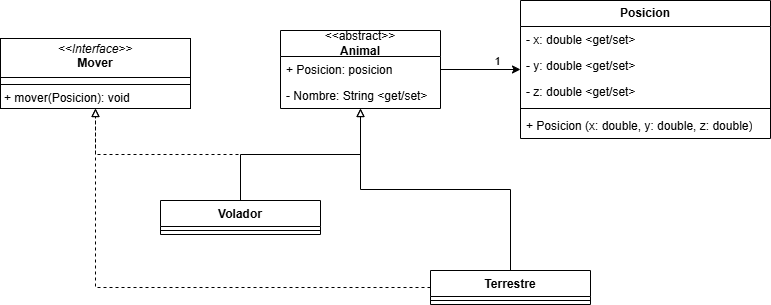 <<Interface>>
Mover
+ mover(Posicion): void
<<abstract>>
Animal
+ Posicion: posicion
- Nombre: String <get/set>
1
Posicion
- x: double <get/set>
- y: double <get/set>
- z: double <get/set>
+ Posicion (x: double, y: double, z: double)
Volador
Terrestre